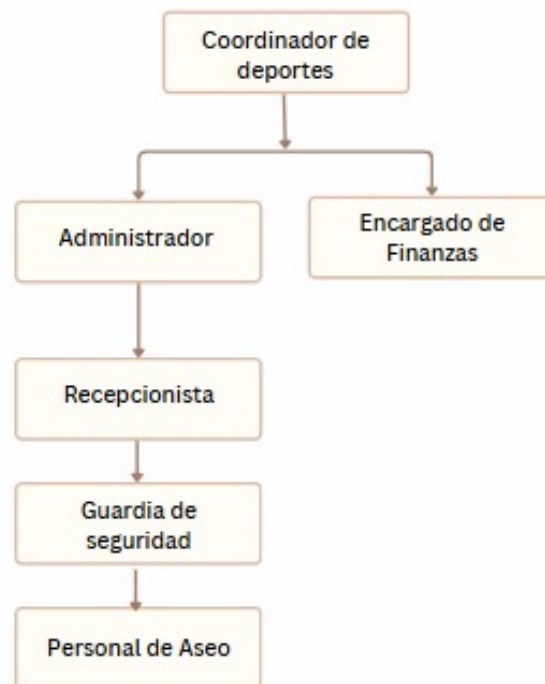 Coordinador de
deportes
Administrador
Encargado de
Finanzas
Recepcionista
Guardia de
seguridad
Personal de Aseo